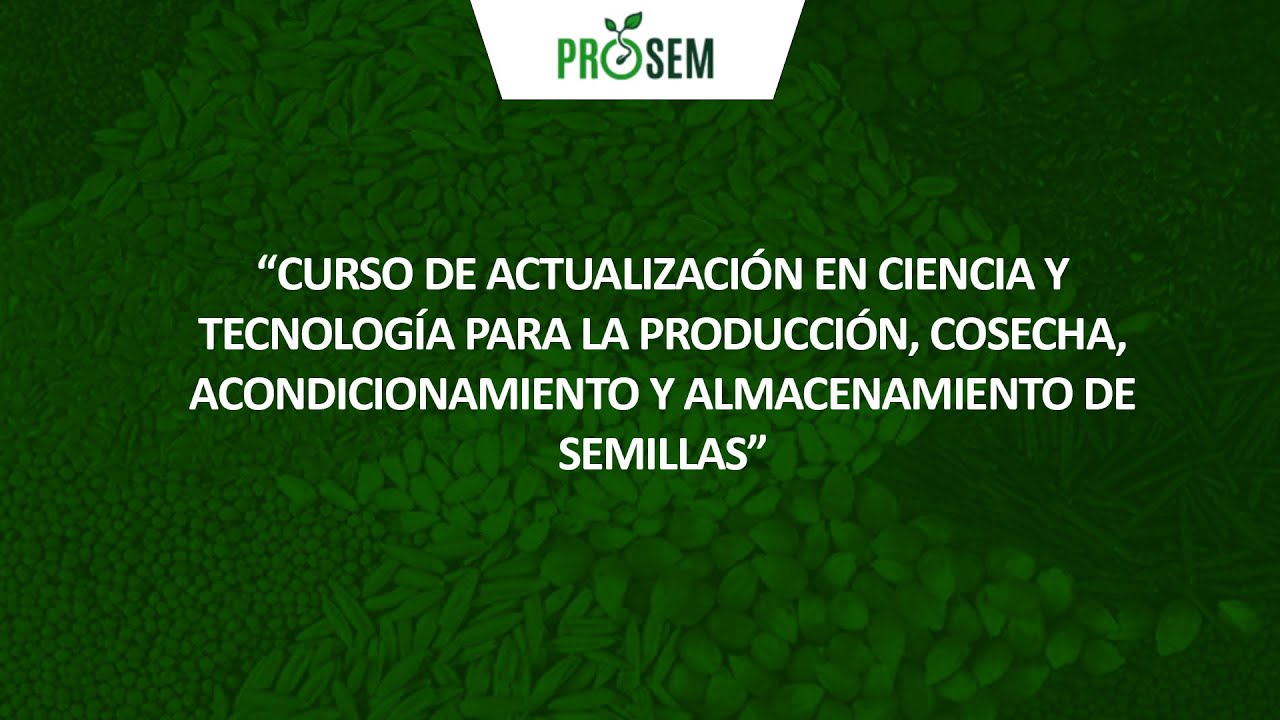 PROSEM
“CURSO DE ACTUALIZACIÓN EN CIENCIA Y
TECNOLOGÍA PARA LA PRODUCCIÓN, COSECHA,
ACONDICIONAMIENTO Y ALMACENAMIENTO DE
SEMILLAS”